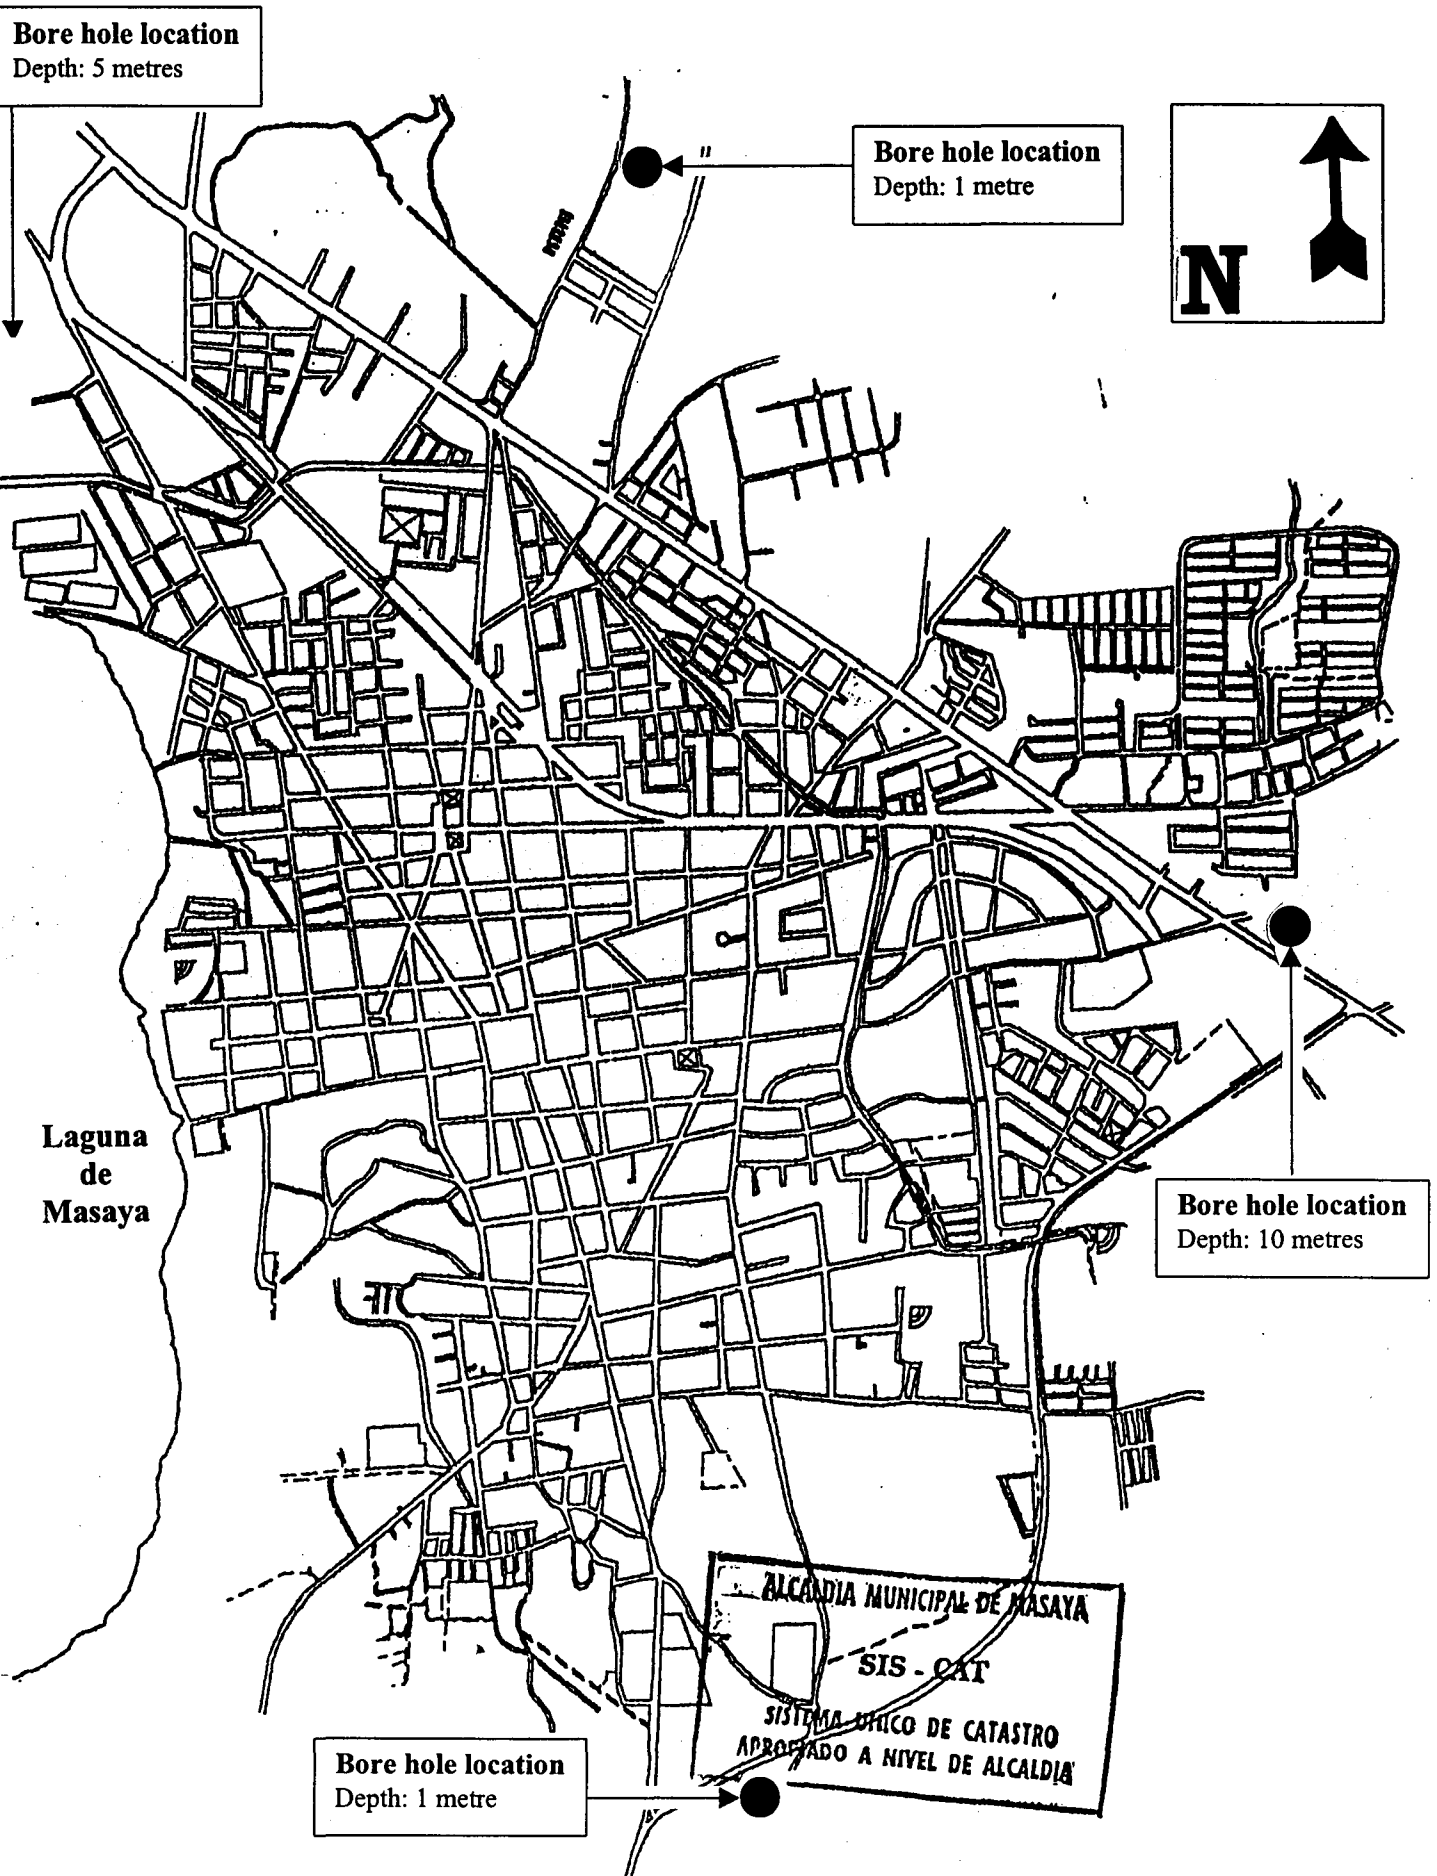 Bore hole location
Depth: 5 metres
Bore hole location
Depth: 1 metre
N
Laguna
de
Masaya
Bore hole location
Depth: 10 metres
ALCALDIA MUNICIPAL DE MASAYA
SIS - CAT
SISTEMA UNICO DE CATASTRO
APROPIADO A NIVEL DE ALCALDIA
Bore hole location
Depth: 1 metre